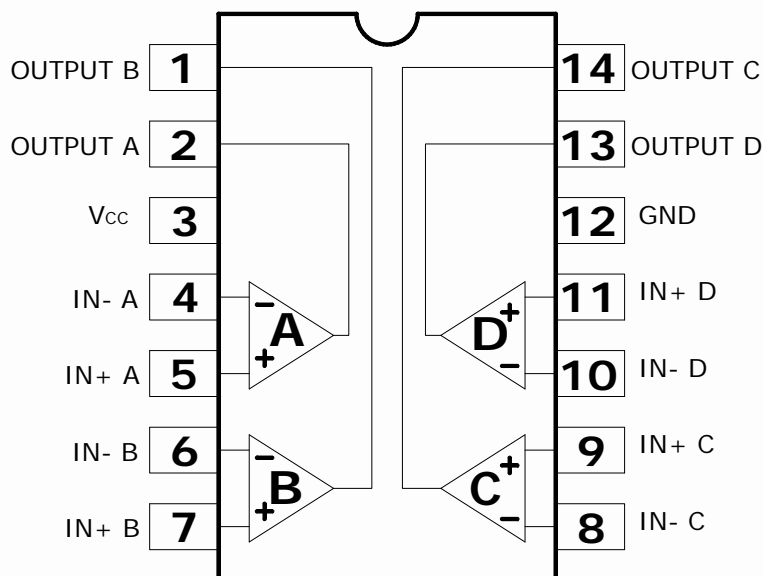 OUTPUT B 1 14 OUTPUT C
OUTPUT A 2 13 OUTPUT D
Vcc 3 12 GND
IN- A 4 − A + D + 11 IN+ D
IN+ A 5 − 10 IN- D
IN- B 6 − B + C + 9 IN+ C
IN+ B 7 − 8 IN- C